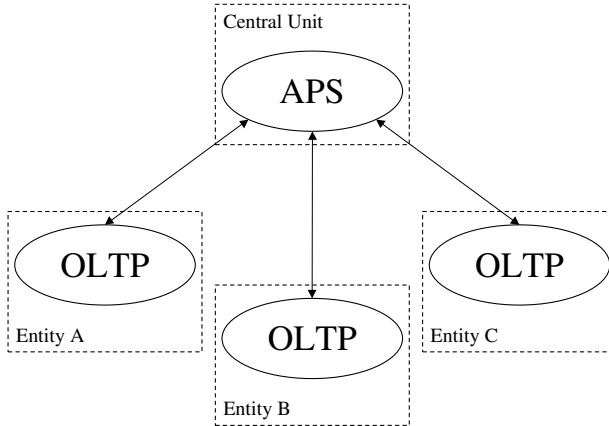 Central Unit
APS
OLTP
Entity A
OLTP
Entity B
OLTP
Entity C